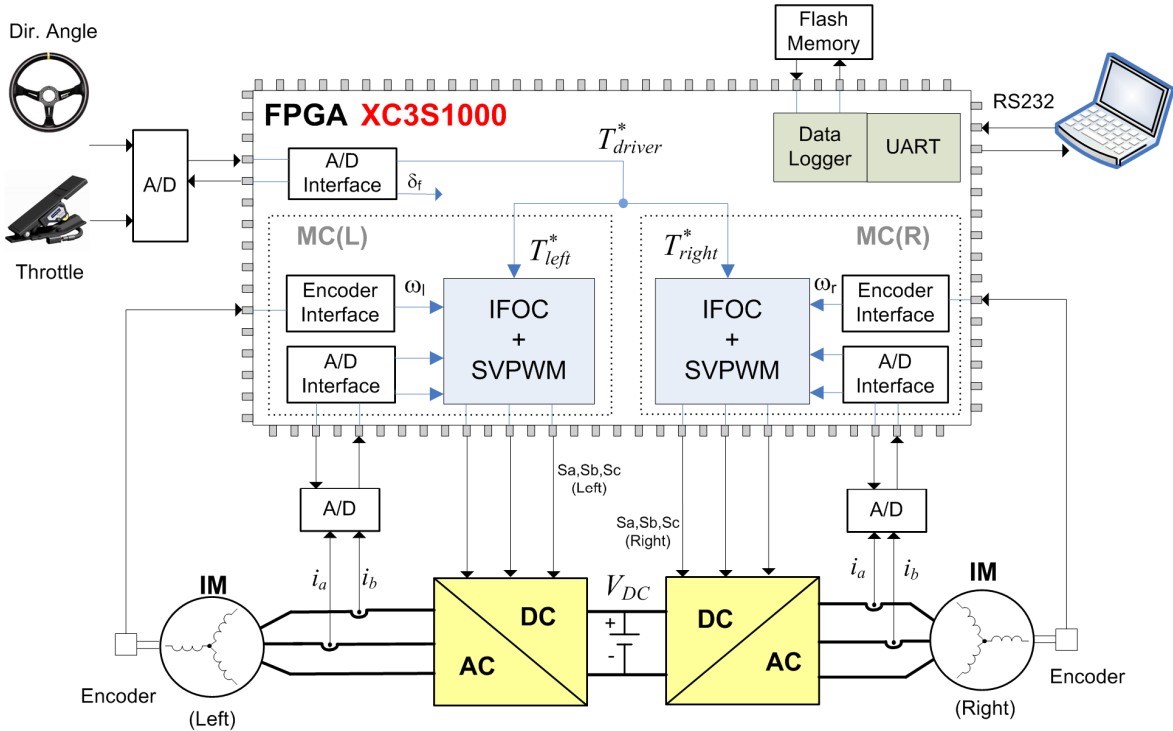 Dir. Angle
Flash
Memory
FPGA XC3S1000
RS232
T*driver
Data
Logger
UART
A/D
A/D
Interface
δf
MC(L)
MC(R)
T*left
T*right
Throttle
Encoder
Interface
ωl
IFOC
+
SVPWM
IFOC
+
SVPWM
ωr
Encoder
Interface
A/D
Interface
A/D
Interface
Sa,Sb,Sc
(Left)
A/D
A/D
Sa,Sb,Sc
(Right)
ia
ib
ia
ib
IM
VDC
IM
DC
AC
+
-
DC
AC
Encoder
(Left)
Encoder
(Right)